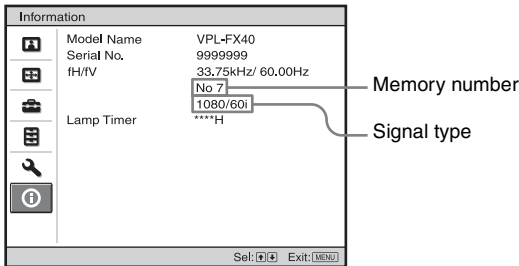 Information
Model Name VPL-FX40
Serial No. 9999999
fH/fV 33.75kHz/ 60.00Hz
No 7
Memory number
1080/60i
Signal type
Lamp Timer ****H
Sel: Exit: MENU